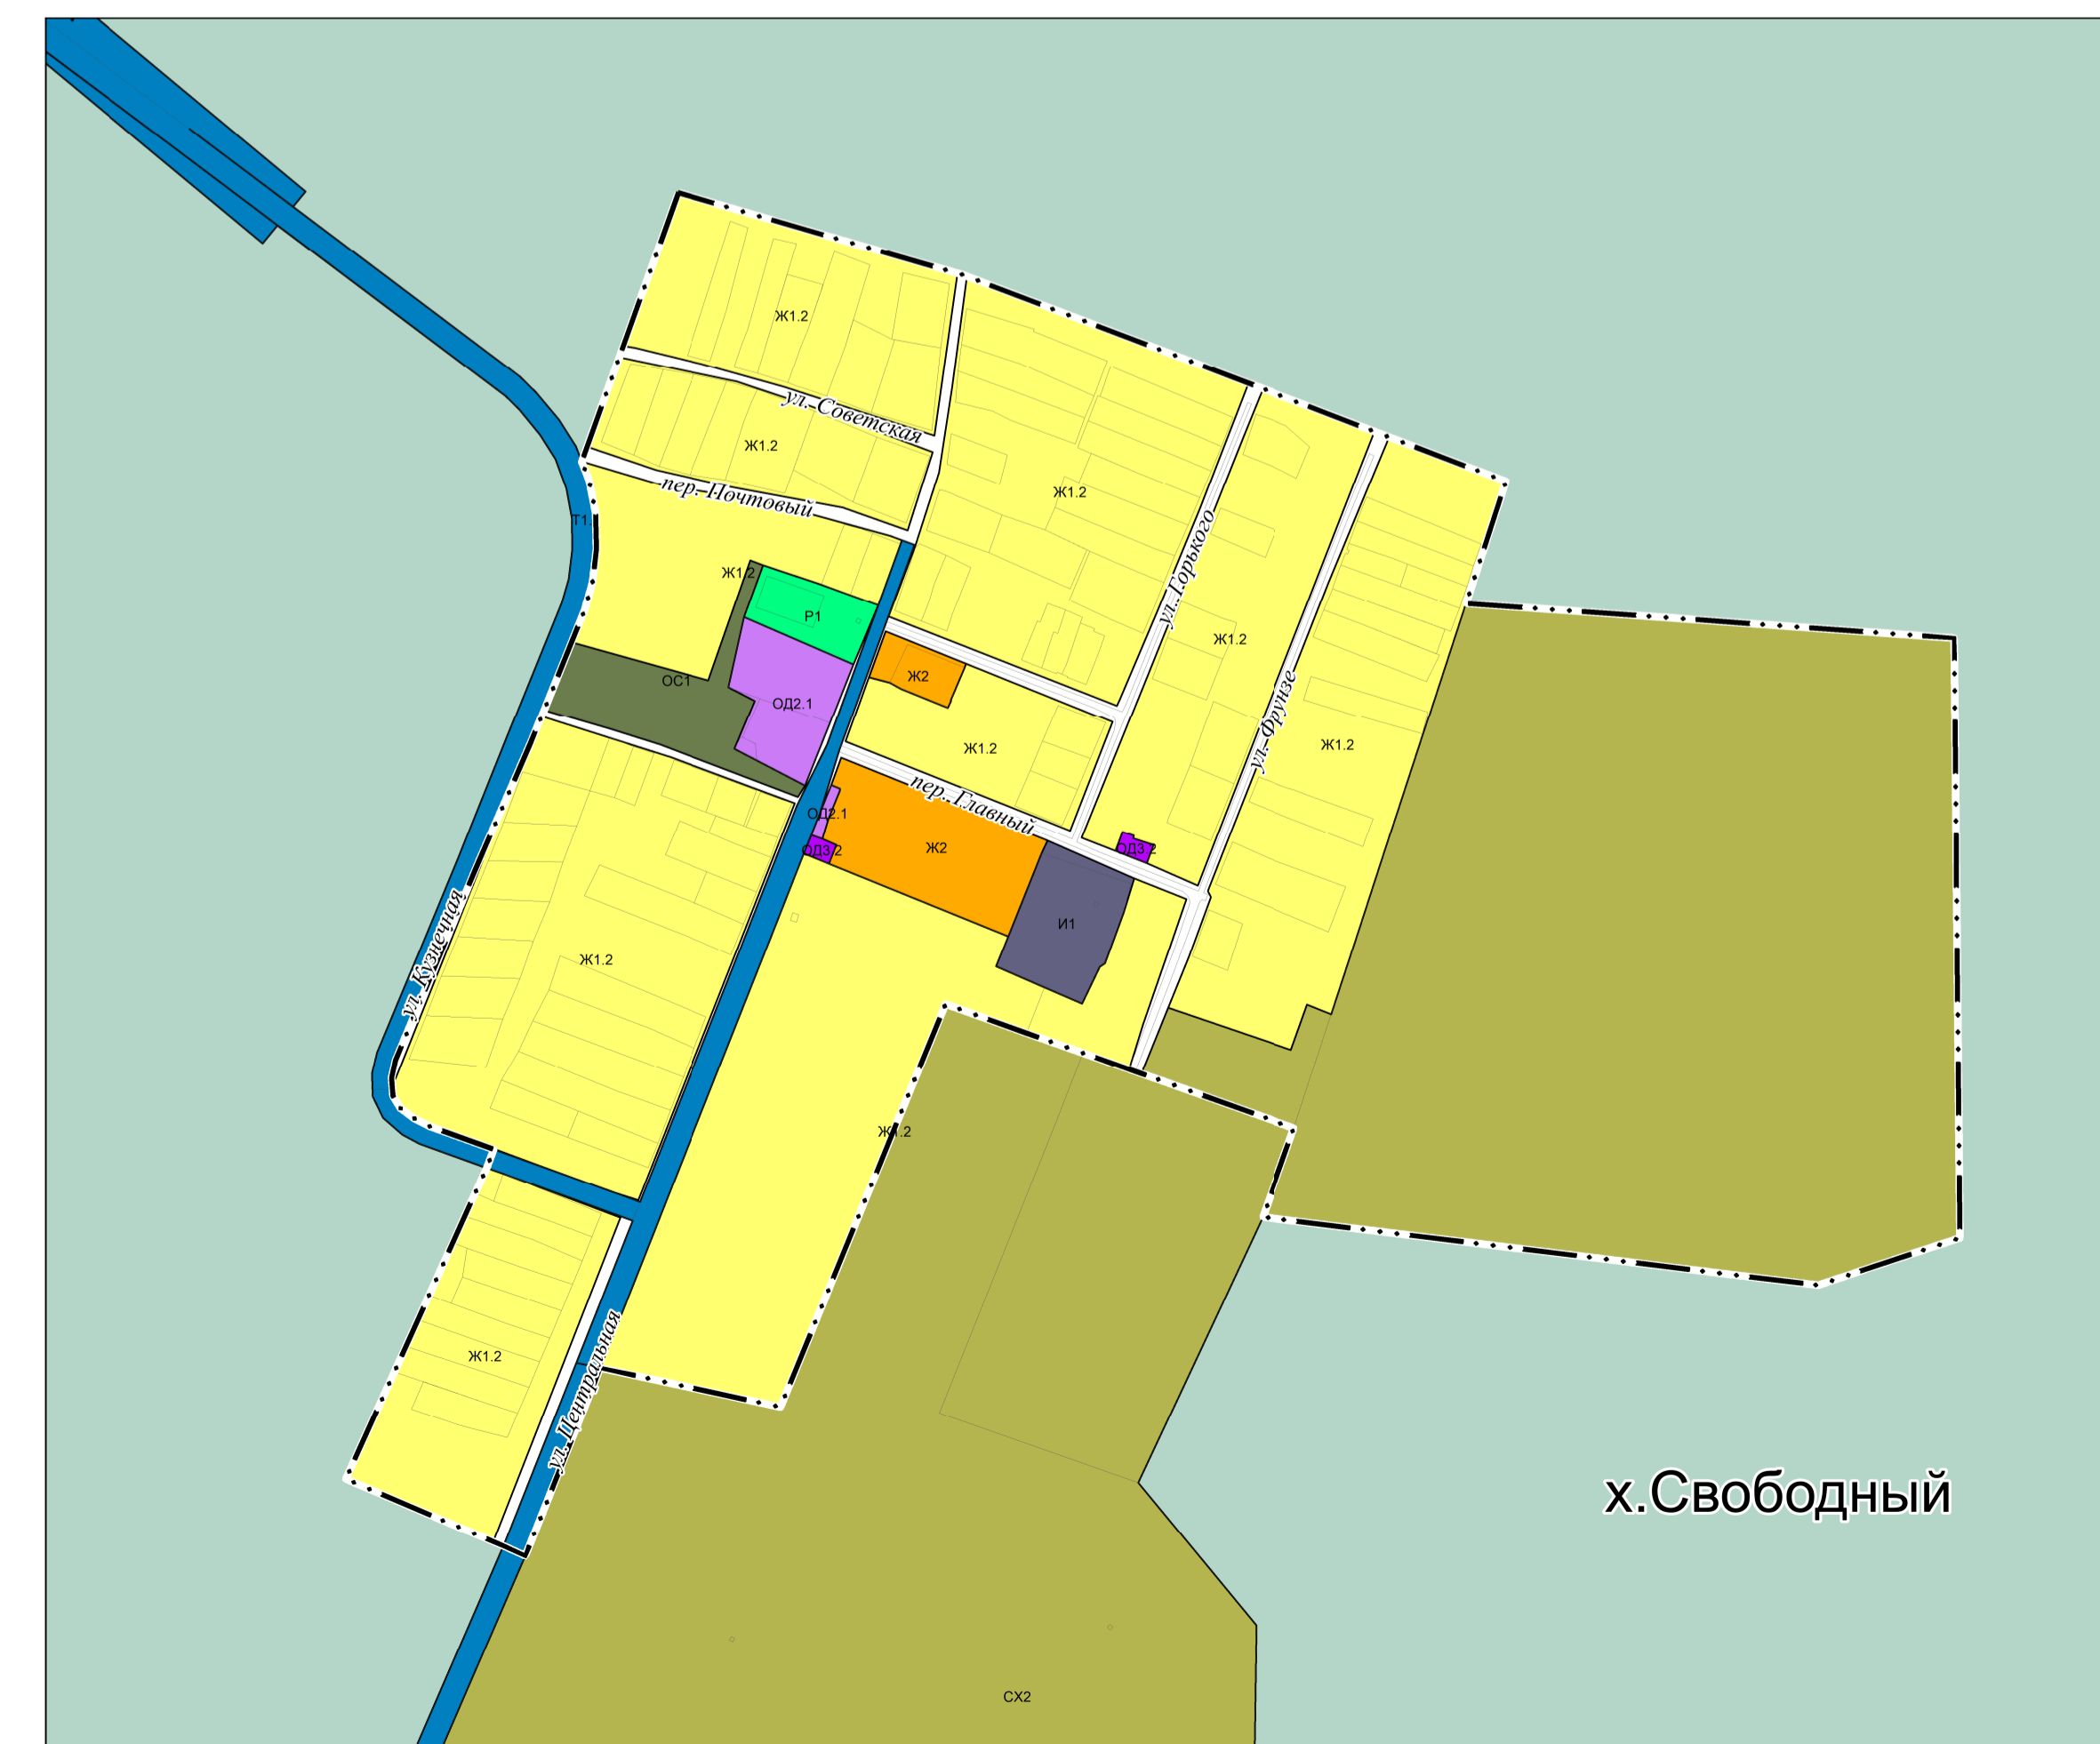 Ж1.2
ул. Советская
Ж1.2
пер. Почтовый
Ж1.2
Т1.
ул. Горького
Ж1.2
Р1
Ж1.2
Ж2
ОС1
ОД2.1
ул. Фрунзе
Ж1.2
Ж1.2
пер. Главный
ОД2.1
ОД3.2
Ж2
ОД3.2
И1
ул. Кузнечная
Ж1.2
Ж1.2
Ж1.2
ул. Центральная
х.Свободный
СХ2